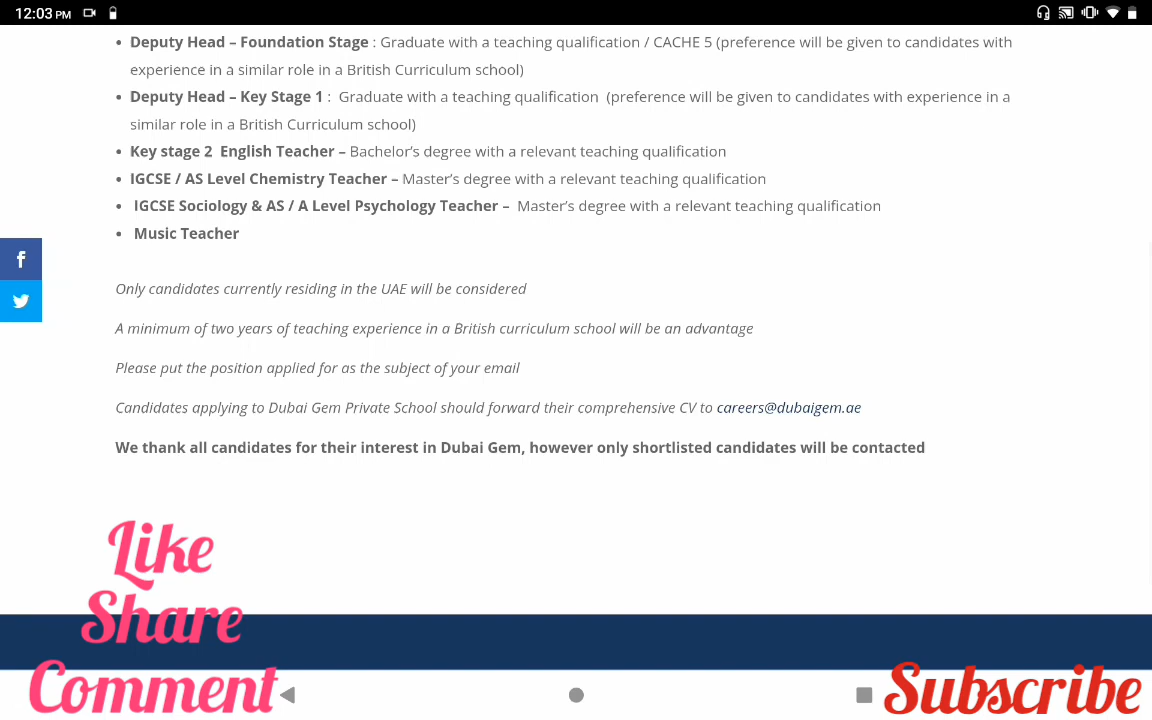 12:03 PM
• Deputy Head – Foundation Stage : Graduate with a teaching qualification / CACHE 5 (preference will be given to candidates with
experience in a similar role in a British Curriculum school)
• Deputy Head – Key Stage 1 : Graduate with a teaching qualification (preference will be given to candidates with experience in a
similar role in a British Curriculum school)
• Key stage 2 English Teacher – Bachelor’s degree with a relevant teaching qualification
• IGCSE / AS Level Chemistry Teacher – Master’s degree with a relevant teaching qualification
• IGCSE Sociology & AS / A Level Psychology Teacher – Master’s degree with a relevant teaching qualification
• Music Teacher
Only candidates currently residing in the UAE will be considered
A minimum of two years of teaching experience in a British curriculum school will be an advantage
Please put the position applied for as the subject of your email
Candidates applying to Dubai Gem Private School should forward their comprehensive CV to careers@dubaigem.ae
We thank all candidates for their interest in Dubai Gem, however only shortlisted candidates will be contacted
Like
Share
Comment
Subscribe